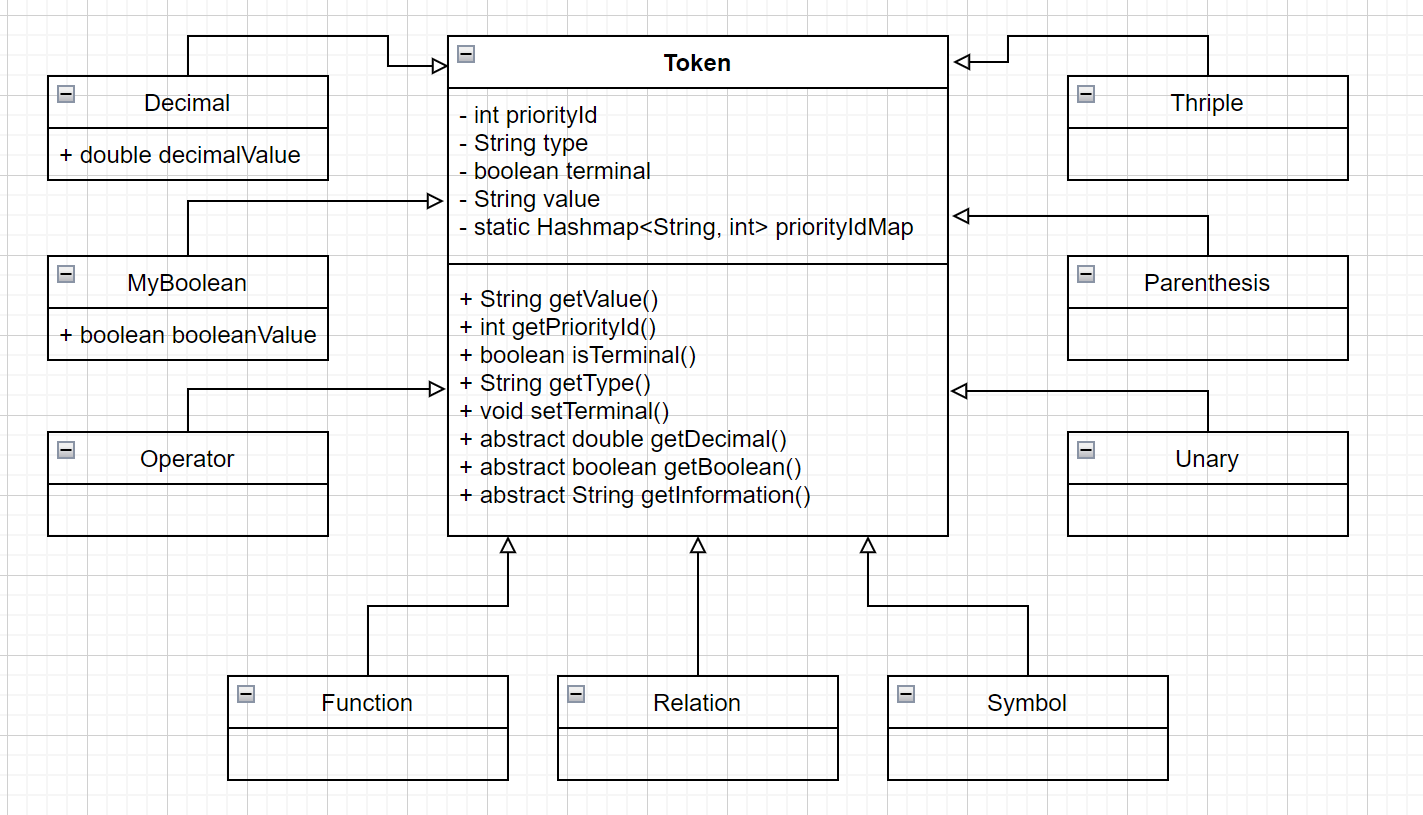 Token
- int priorityId
- String type
- boolean terminal
- String value
- static Hashmap<String, int> priorityIdMap
+ String getValue()
+ int getPriorityId()
+ boolean isTerminal()
+ String getType()
+ void setTerminal()
+ abstract double getDecimal()
+ abstract boolean getBoolean()
+ abstract String getInformation()
Decimal
+ double decimalValue
MyBoolean
+ boolean booleanValue
Operator
Thriple
Parenthesis
Unary
Function
Relation
Symbol